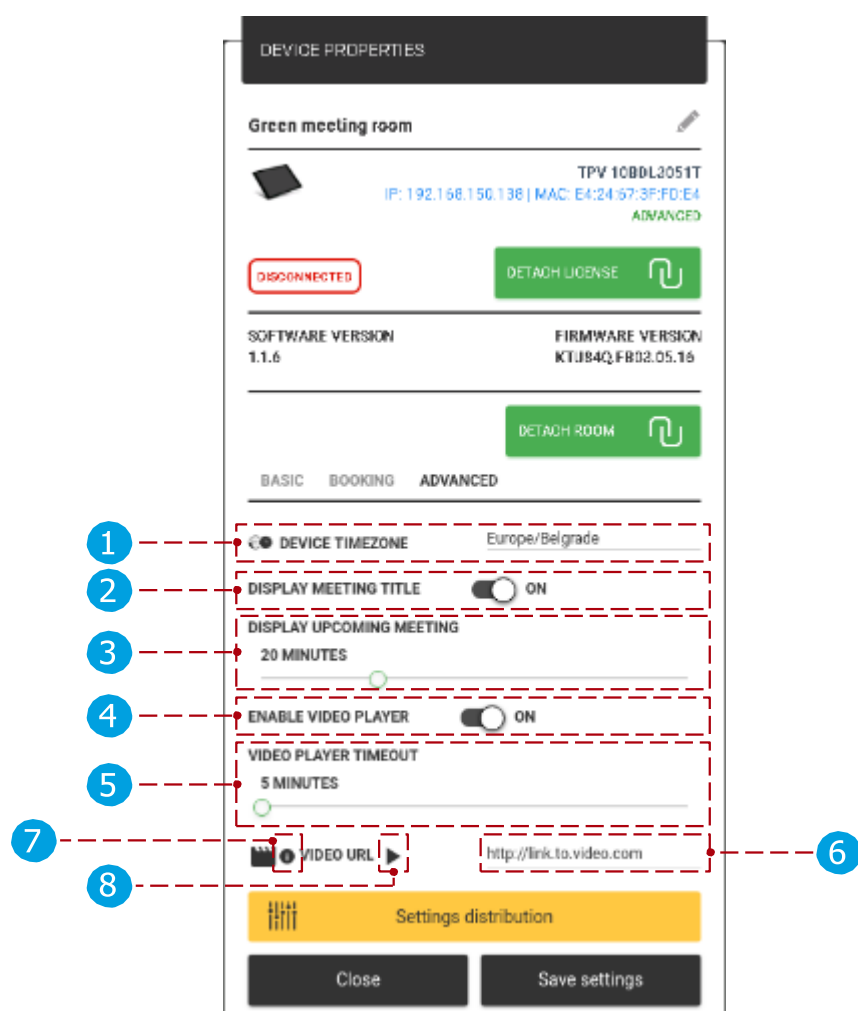 DEVICE PROPERTIES
Green meeting room
TPV 10BDL3051T
IP: 192.168.150.138 | MAC: E4:24:67:3F:FD:E4
ADVANCED
DISCONNECTED
DETACH LICENSE
SOFTWARE VERSION
FIRMWARE VERSION
1.1.6
KTU84Q.FB02.05.16
DETACH ROOM
BASIC BOOKING ADVANCED
1 DEVICE TIMEZONE Europe/Belgrade
2 DISPLAY MEETING TITLE ON
DISPLAY UPCOMING MEETING
3 20 MINUTES
4 ENABLE VIDEO PLAYER ON
VIDEO PLAYER TIMEOUT
5 5 MINUTES
7 VIDEO URL http://link.to.video.com 6
8
Settings distribution
Close
Save settings